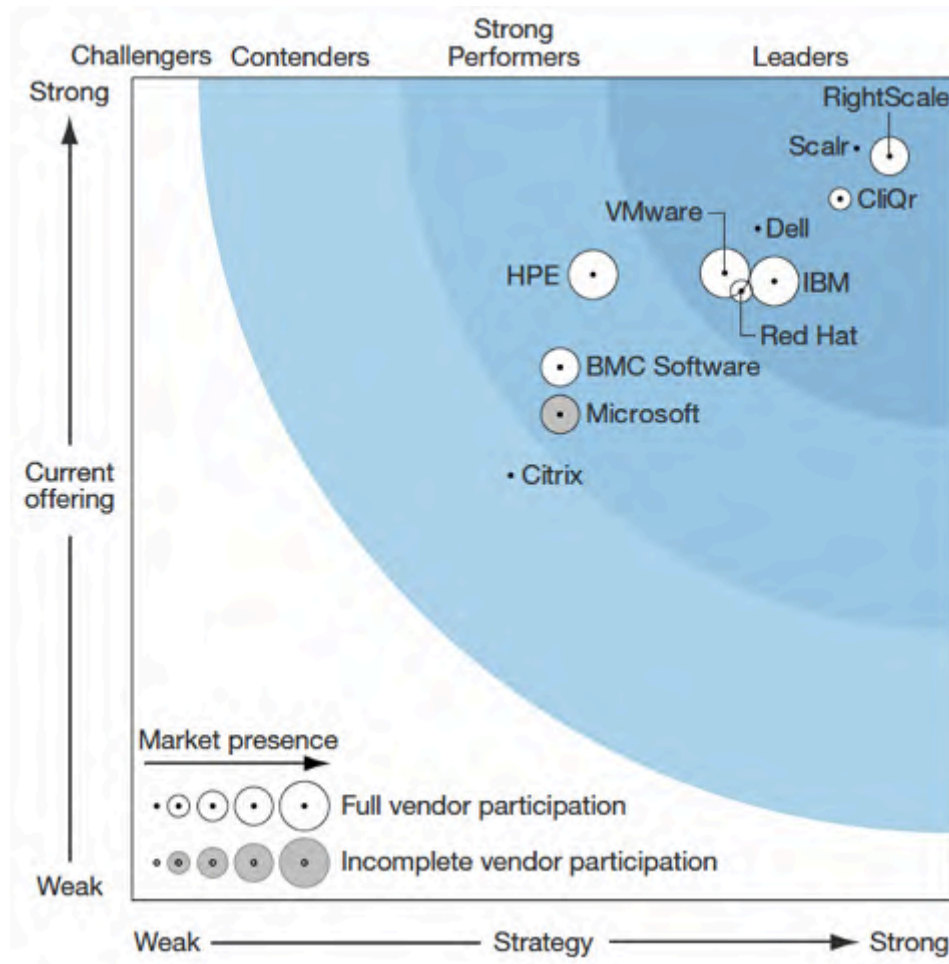 Challengers
Contenders
Strong
Performers
Leaders
Strong
RightScale
Scalr
CliQr
VMware
Dell
HPE
IBM
Red Hat
BMC Software
Microsoft
Citrix
Current
offering
Market presence
Full vendor participation
Incomplete vendor participation
Weak
Weak
Strategy
Strong